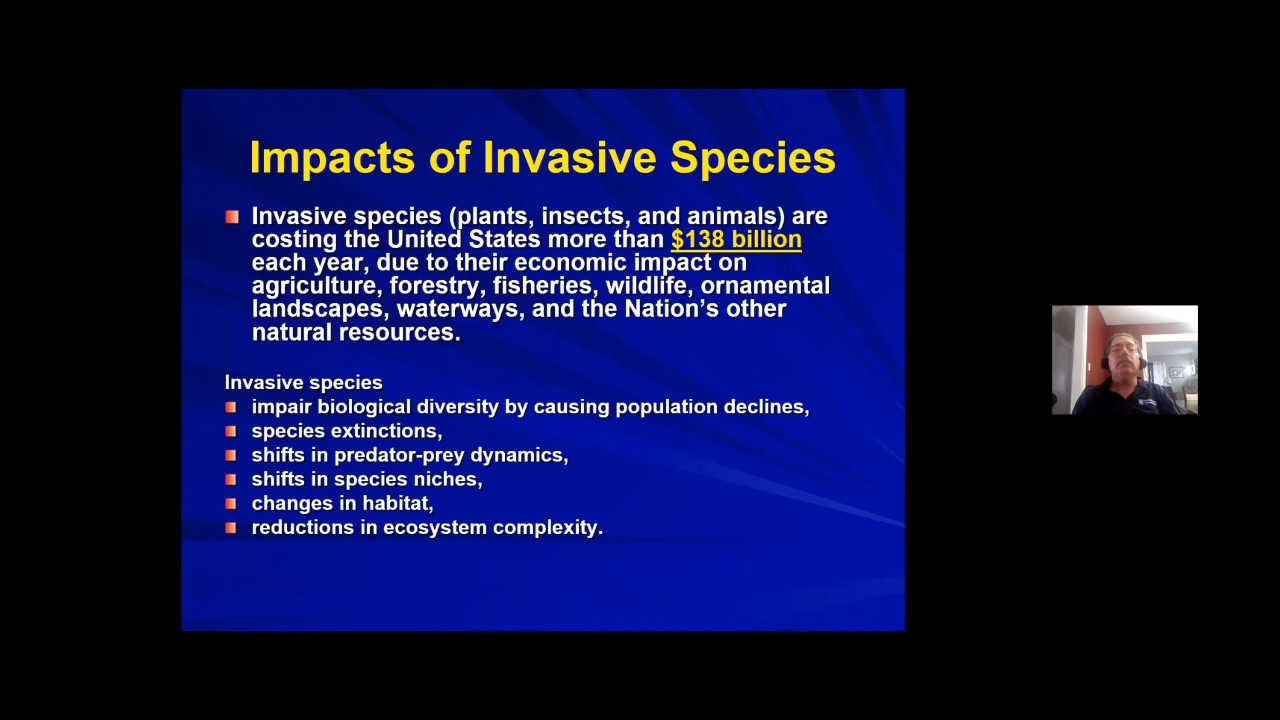 Impacts of Invasive Species
Invasive species (plants, insects, and animals) are
costing the United States more than $138 billion
each year, due to their economic impact on
agriculture, forestry, fisheries, wildlife, ornamental
landscapes, waterways, and the Nation’s other
natural resources.
Invasive species
impair biological diversity by causing population declines,
species extinctions,
shifts in predator-prey dynamics,
shifts in species niches,
changes in habitat,
reductions in ecosystem complexity.